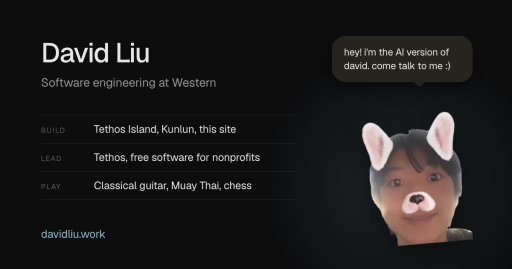 David Liu
Software engineering at Western
BUILD Tethos Island, Kunlun, this site
LEAD Tethos, free software for nonprofits
PLAY Classical guitar, Muay Thai, chess
davidliu.work
hey! i'm the AI version of
david. come talk to me :)